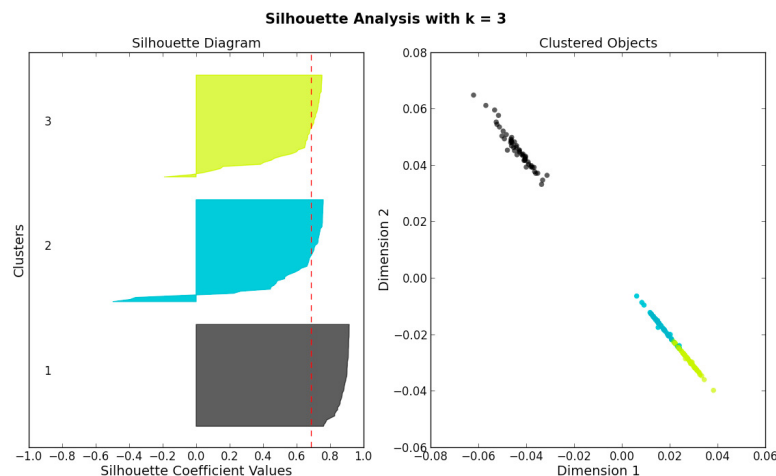 Silhouette Analysis with k = 3
Silhouette Diagram
Clusters
3
2
1
−1.0 −0.8 −0.6 −0.4 −0.2 0.0 0.2 0.4 0.6 0.8 1.0
Silhouette Coefficient Values
Clustered Objects
Dimension 2
0.08
0.06
0.04
0.02
0.00
−0.02
−0.04
−0.06
−0.08 −0.06 −0.04 −0.02 0.00 0.02 0.04 0.06
Dimension 1